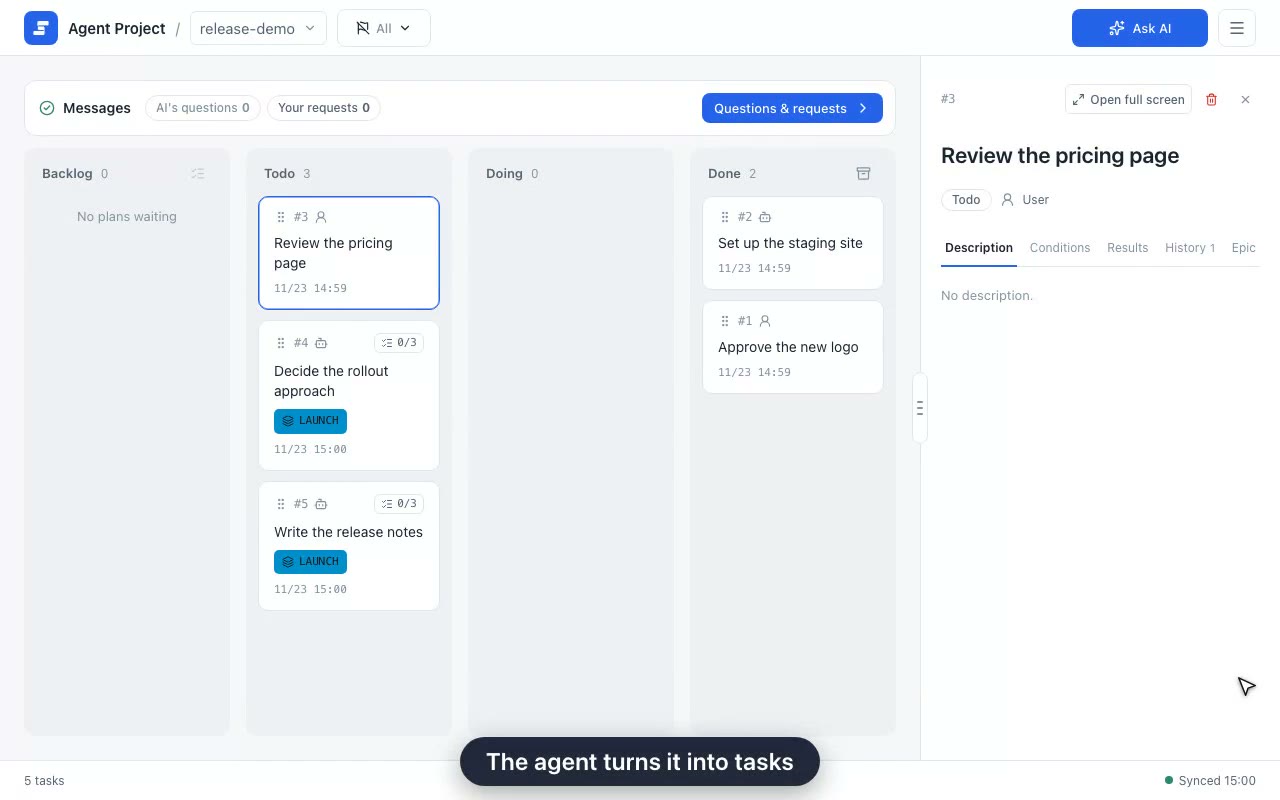 Agent Project / release-demo All Ask AI
Messages AI's questions 0 Your requests 0 Questions & requests
Backlog 0
No plans waiting
Todo 3
#3
Review the pricing
page
11/23 14:59
#4 0/3
Decide the rollout
approach
LAUNCH
11/23 15:00
#5 0/3
Write the release notes
LAUNCH
11/23 15:00
Doing 0
Done 2
#2
Set up the staging site
11/23 14:59
#1
Approve the new logo
11/23 14:59
#3 Open full screen
Review the pricing page
Todo User
Description Conditions Results History 1 Epic
No description.
The agent turns it into tasks
5 tasks
Synced 15:00